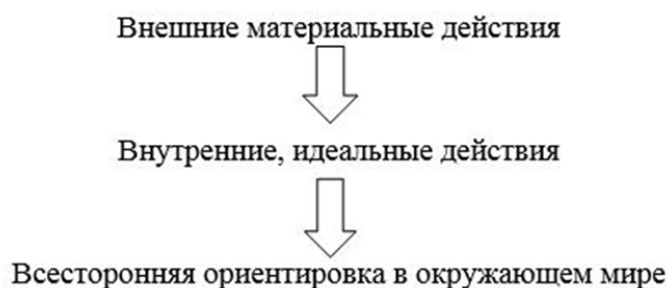 Внешние материальные действия
Внутренние, идеальные действия
Всесторонняя ориентировка в окружающем мире